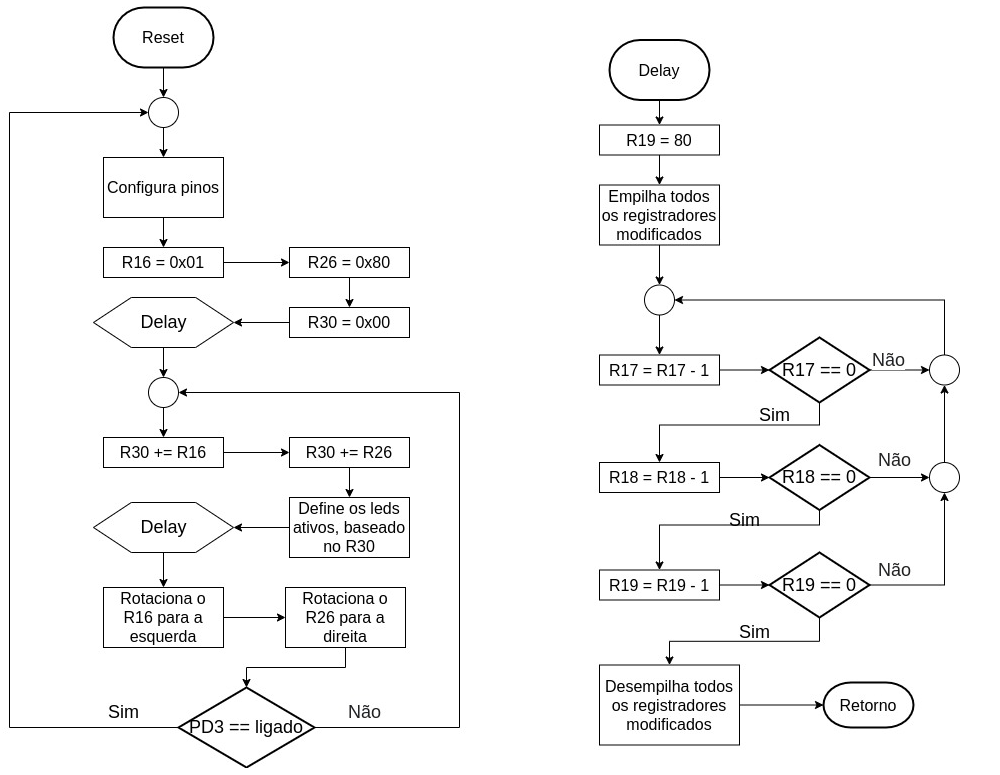 Reset
Configura pinos
R16 = 0x01
R26 = 0x80
R30 = 0x00
Delay
R30 += R16
R30 += R26
Define os leds
ativos, baseado
no R30
Delay
Rotaciona o
R16 para a
esquerda
Rotaciona o
R26 para a
direita
PD3 == ligado
Sim
Não
Delay
R19 = 80
Empilha todos
os registradores
modificados
R17 = R17 - 1
R17 == 0
Não
Sim
R18 = R18 - 1
R18 == 0
Não
Sim
R19 = R19 - 1
R19 == 0
Não
Sim
Desempilha todos
os registradores
modificados
Retorno